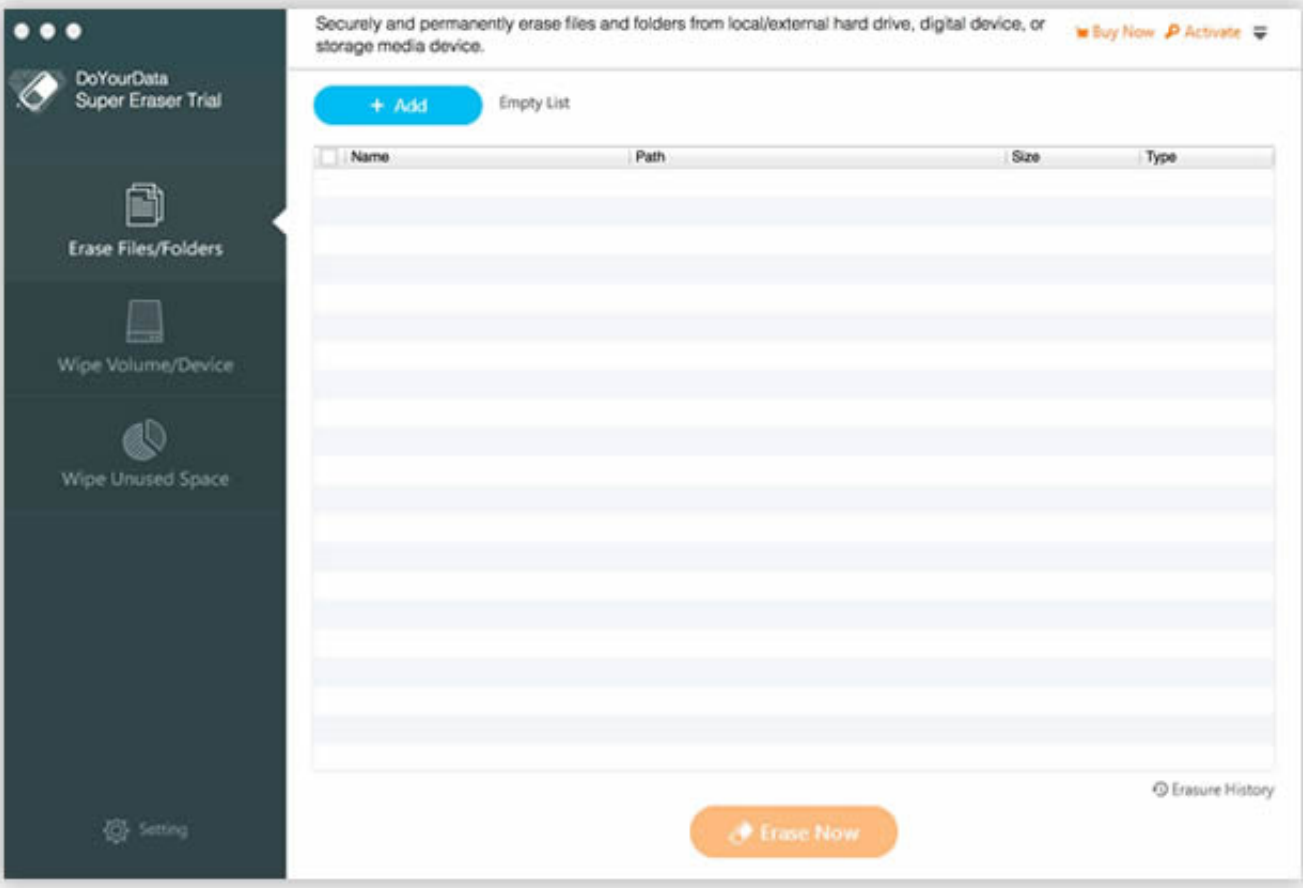 DoYourData
Super Eraser Trial
Erase Files/Folders
Wipe Volume/Device
Wipe Unused Space
Setting
Securely and permanently erase files and folders from local/external hard drive, digital device, or
storage media device.
Buy Now Activate
+ Add Empty List
Name Path Size Type
Erasure History
Erase Now